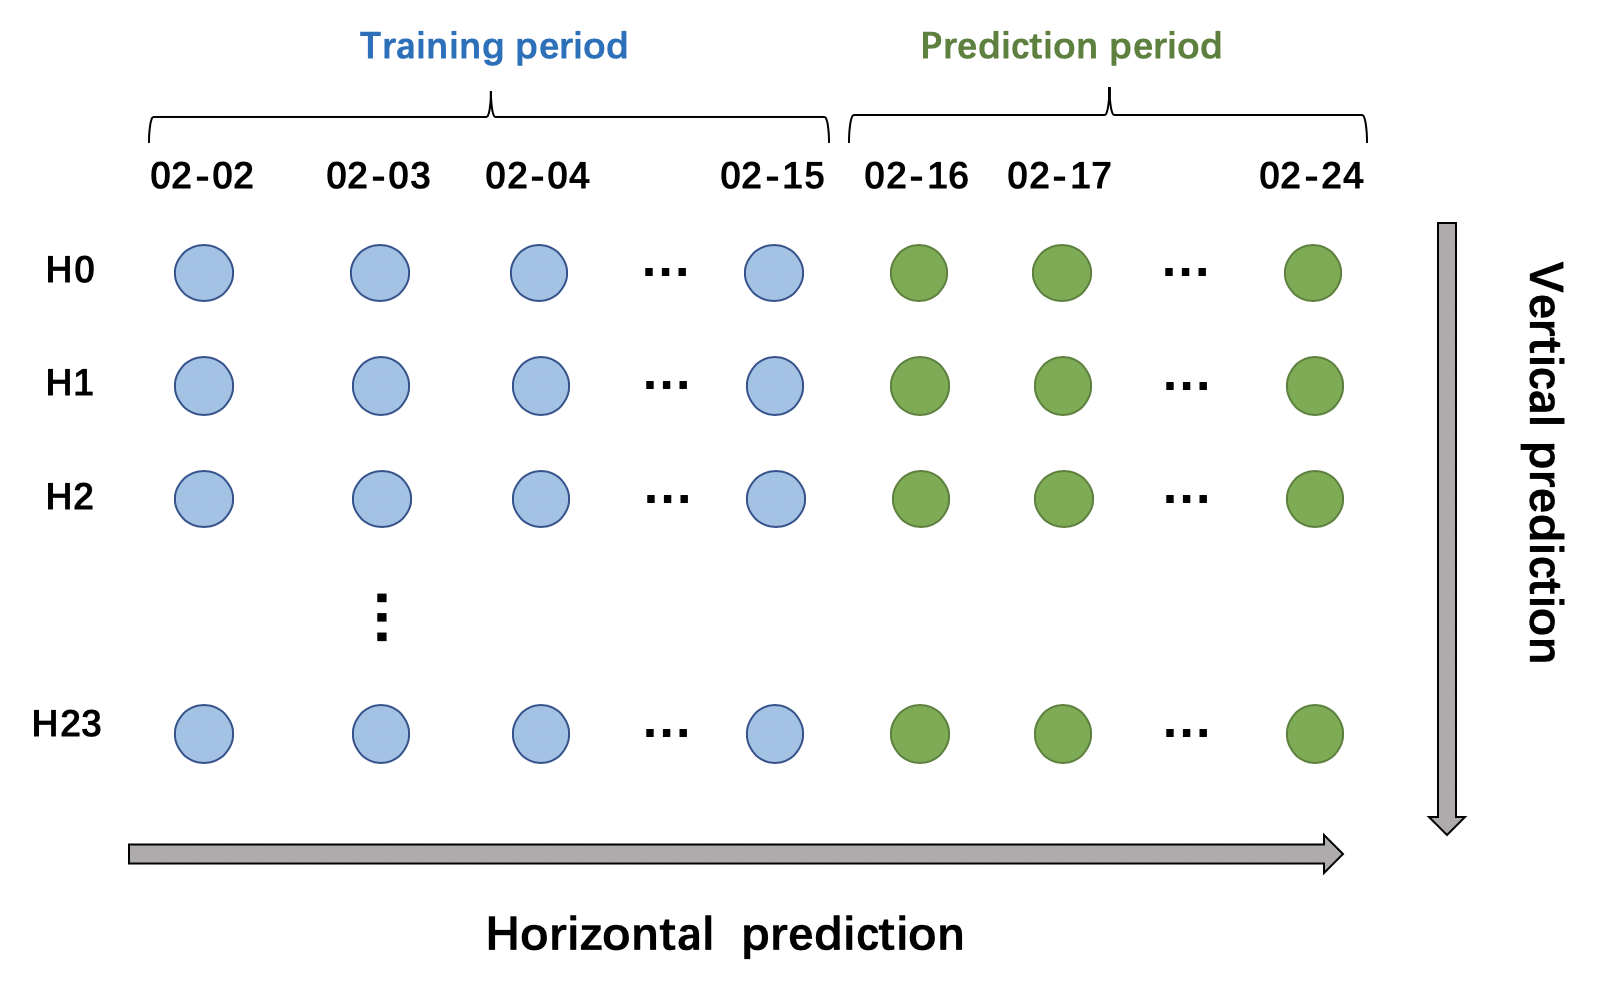 Training period Prediction period
02-02 02-03 02-04 02-15 02-16 02-17 02-24
H0 ... ...
H1 ... ...
H2 ... ...
⋮
H23 ... ...
Vertical prediction
Horizontal prediction